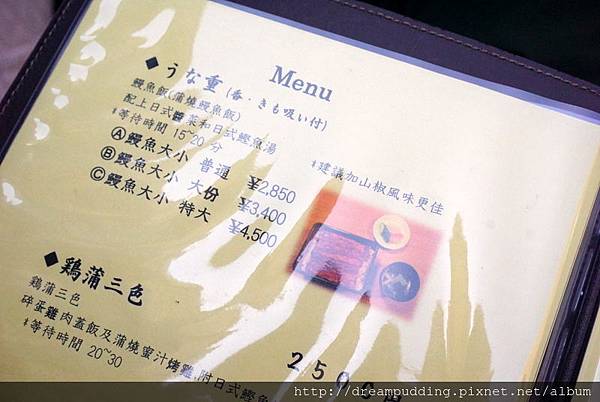 Menu
◆うな重(香・きも吸い付)
鰻魚飯(蒲燒鰻魚飯)
配上日式醬菜和日式鰹魚湯
*等待時間 15~20 分
*建議加山椒風味更佳
Ⓐ鰻魚大小 普通 ¥2,850
Ⓑ鰻魚大小 大份 ¥3,400
Ⓒ鰻魚大小 特大 ¥4,500
◆鶏蒲三色
鶏蒲三色
碎蛋雞肉蓋飯及蒲燒蜜汁烤雞,附日式鰹魚
*等待時間 20~30
http://dreampudding.pixnet.net/album